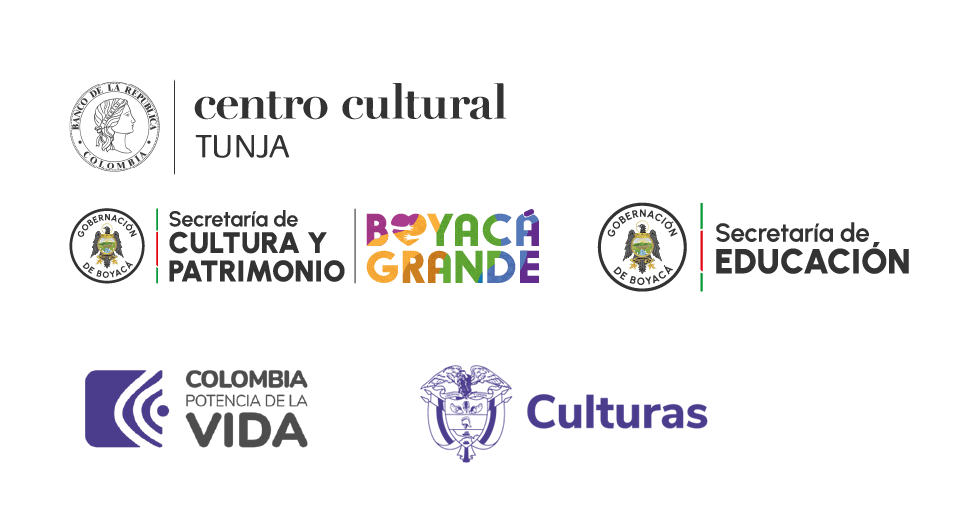 BANCO DE LA REPUBLICA
COLOMBIA
centro cultural
TUNJA
GOBERNACIÓN
DE BOYACÁ
Secretaría de
CULTURA Y
PATRIMONIO
BOYACÁ
GRANDE
GOBERNACIÓN
DE BOYACÁ
Secretaría de
EDUCACIÓN
COLOMBIA
POTENCIA DE LA
VIDA
Culturas